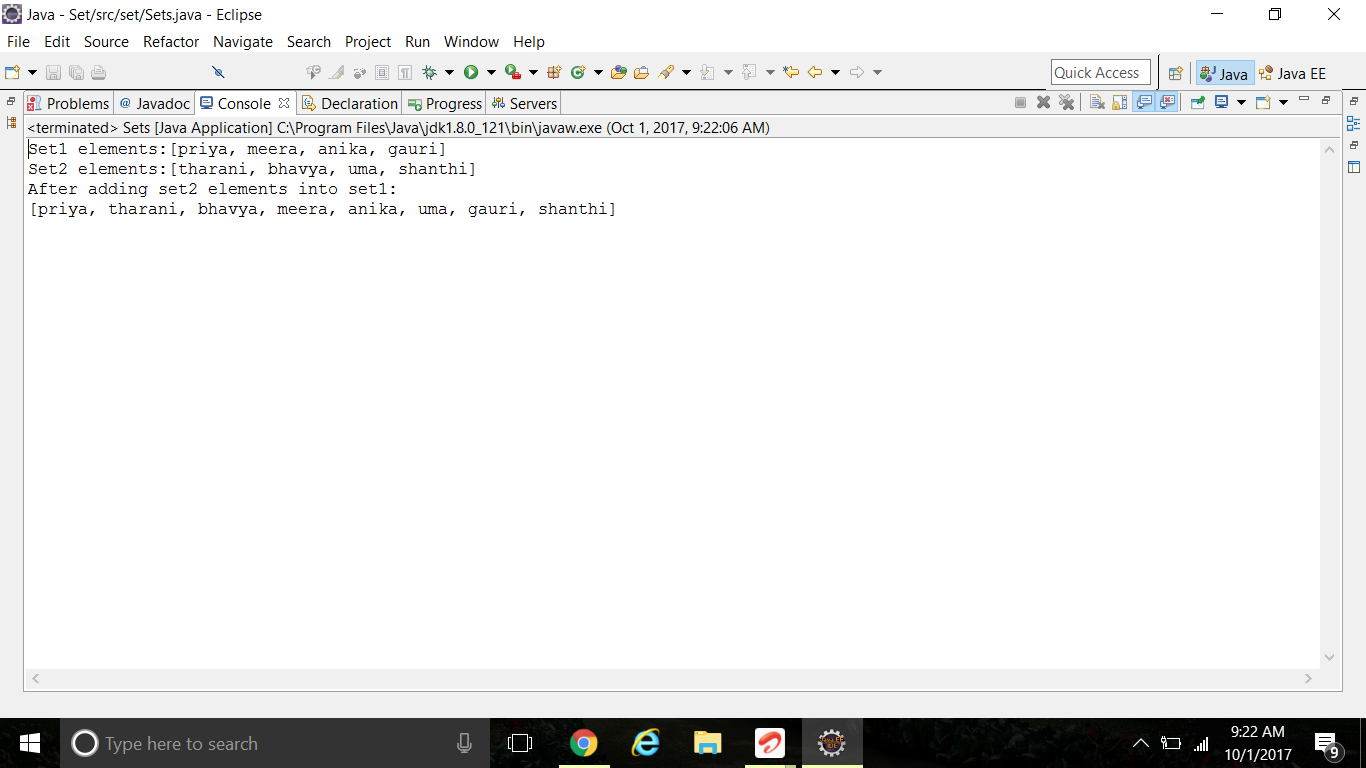 Java - Set/src/set/Sets.java - Eclipse
File Edit Source Refactor Navigate Search Project Run Window Help
Quick Access
Java
Java EE
Problems @ Javadoc Console Declaration Progress Servers
<terminated> Sets [Java Application] C:\Program Files\Java\jdk1.8.0_121\bin\javaw.exe (Oct 1, 2017, 9:22:06 AM)
Set1 elements:[priya, meera, anika, gauri]
Set2 elements:[tharani, bhavya, uma, shanthi]
After adding set2 elements into set1:
[priya, tharani, bhavya, meera, anika, uma, gauri, shanthi]
Type here to search
9:22 AM
10/1/2017
9